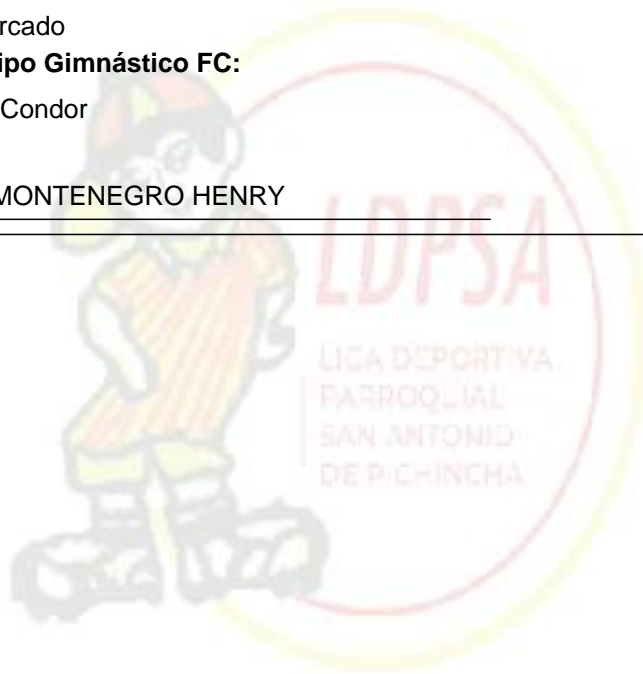 rcado
ipo Gimnástico FC:
Condor
MONTENEGRO HENRY
LDPSA
LIGA DEPORTIVA
PARROQUIAL
SAN ANTONIO
DE PICHINCHA